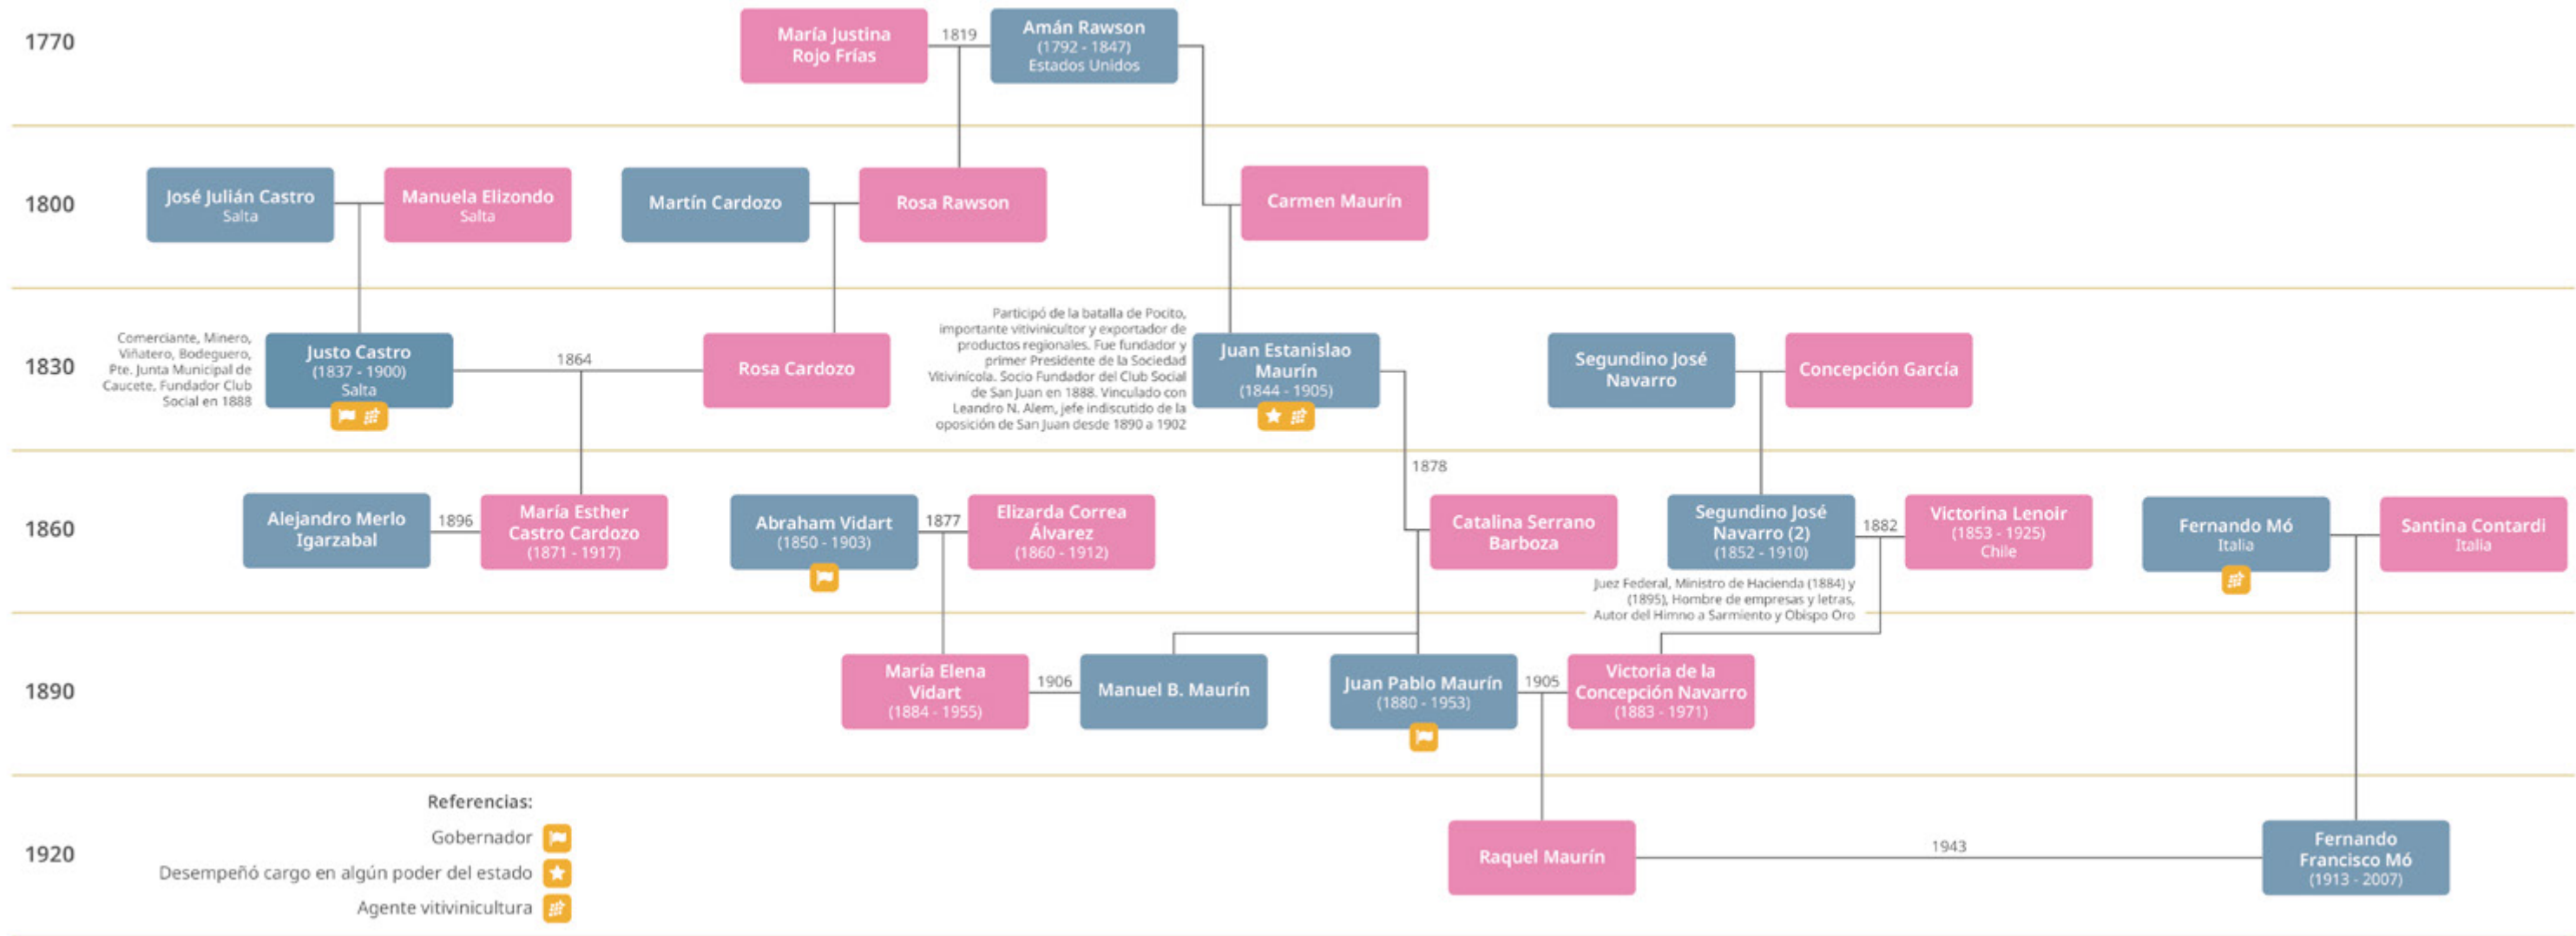 1770
María Justina
Rojo Frías
1819
Amán Rawson
(1792 - 1847)
Estados Unidos
1800
José Julián Castro
Salta
Manuela Elizondo
Salta
Martín Cardozo
Rosa Rawson
Carmen Maurín
1830
Comerciante, Minero,
Viñatero, Bodeguero,
Pte. Junta Municipal de
Caucete, Fundador Club
Social en 1888
Justo Castro
(1837 - 1900)
Salta
1864
Rosa Cardozo
Participó de la batalla de Pocito,
importante vitivinicultor y exportador de
productos regionales. Fue fundador y
primer Presidente de la Sociedad
Vitivinícola. Socio Fundador del Club Social
de San Juan en 1888. Vinculado con
Leandro N. Alem, jefe indiscutido de la
oposición de San Juan desde 1890 a 1902
Juan Estanislao
Maurín
(1844 - 1905)
Segundino José
Navarro
Concepción García
1860
Alejandro Merlo
Igarzabal
1896
María Esther
Castro Cardozo
(1871 - 1917)
Abraham Vidart
(1850 - 1903)
1877
Elizarda Correa
Álvarez
(1860 - 1912)
1878
Catalina Serrano
Barboza
Segundino José
Navarro (2)
(1852 - 1910)
1882
Victorina Lenoir
(1853 - 1925)
Chile
Fernando Mó
Italia
Santina Contardi
Italia
Juez Federal, Ministro de Hacienda (1884) y
(1895), Hombre de empresas y letras,
Autor del Himno a Sarmiento y Obispo Oro
1890
María Elena
Vidart
(1884 - 1955)
1906
Manuel B. Maurín
Juan Pablo Maurín
(1880 - 1953)
1905
Victoria de la
Concepción Navarro
(1883 - 1971)
1920
Referencias:
Gobernador
Desempeñó cargo en algún poder del estado
Agente vitivinicultura
Raquel Maurín
1943
Fernando
Francisco Mó
(1913 - 2007)